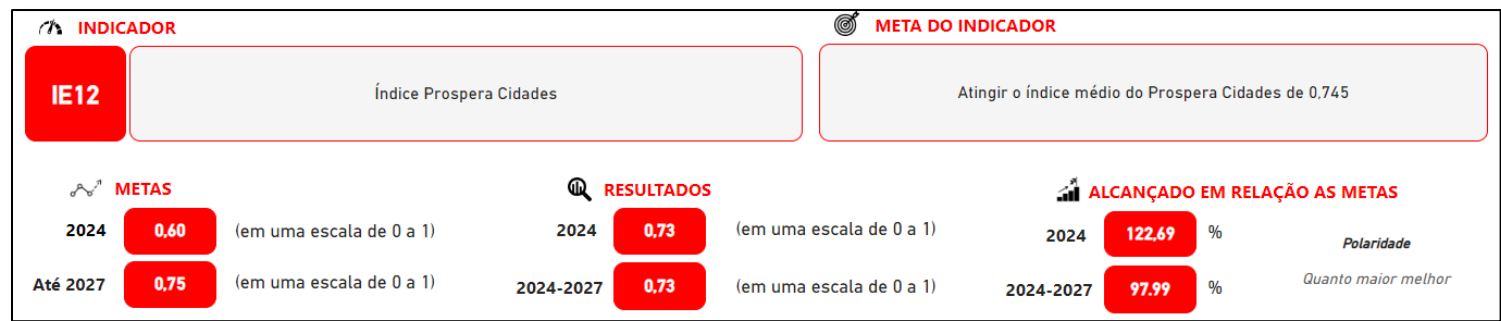 INDICADOR
META DO INDICADOR
IE12
Índice Prospera Cidades
Atingir o índice médio do Prospera Cidades de 0,745
METAS
RESULTADOS
ALCANÇADO EM RELAÇÃO AS METAS
2024 0,60 (em uma escala de 0 a 1)
2024 0,73 (em uma escala de 0 a 1)
2024 122,69 %
Polaridade
Até 2027 0,75 (em uma escala de 0 a 1)
2024-2027 0,73 (em uma escala de 0 a 1)
2024-2027 97.99 %
Quanto maior melhor